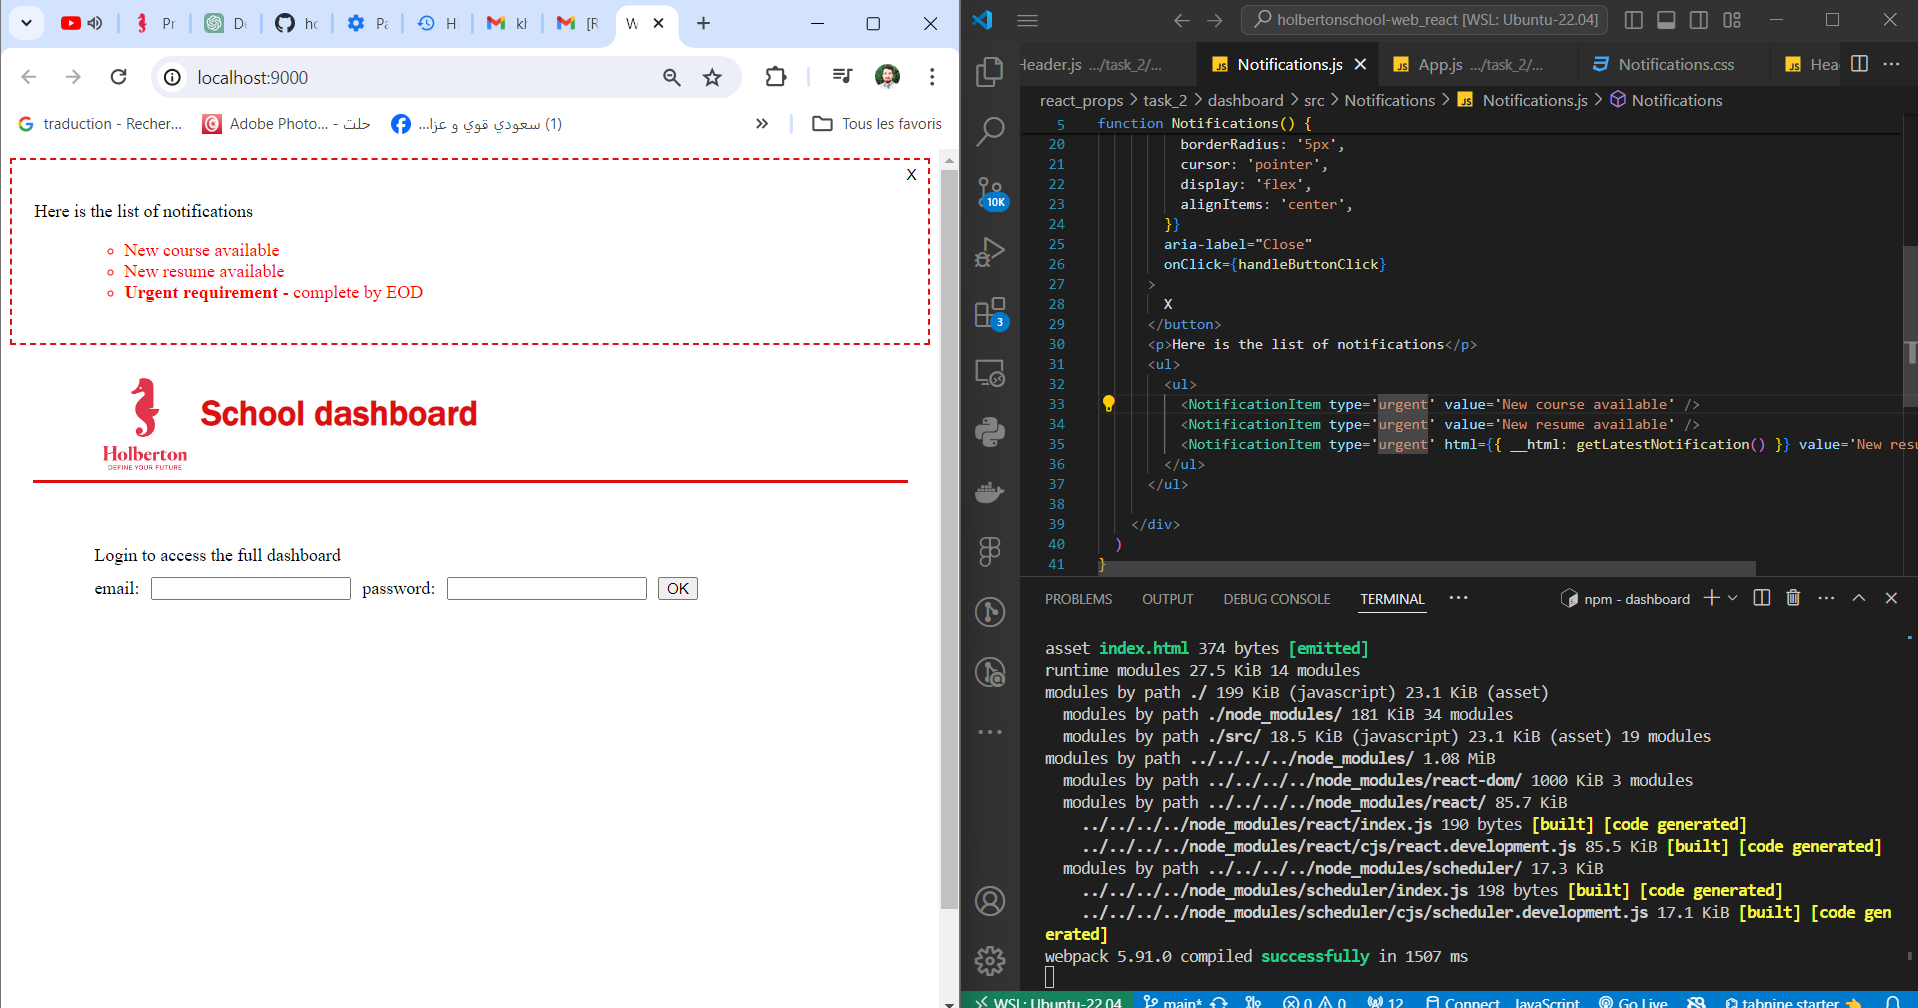 localhost:9000
traduction - Recher...
Adobe Photo... - حلت
(1) سعودي قوي و عزا...
Tous les favoris
X
Here is the list of notifications
New course available
New resume available
Urgent requirement - complete by EOD
Holberton
DEFINE YOUR FUTURE
School dashboard
Login to access the full dashboard
email:
password:
OK
holbertonschool-web_react [WSL: Ubuntu-22.04]
Header.js .../task_2/...
Notifications.js
App.js .../task_2/...
Notifications.css
Hea
react_props > task_2 > dashboard > src > Notifications > Notifications.js > Notifications
5 function Notifications() {
20 borderRadius: '5px',
21 cursor: 'pointer',
22 display: 'flex',
23 alignItems: 'center',
24 }}
25 aria-label="Close"
26 onClick={handleButtonClick}
27 >
28 X
29 </button>
30 <p>Here is the list of notifications</p>
31 <ul>
32 <ul>
33 <NotificationItem type='urgent' value='New course available' />
34 <NotificationItem type='urgent' value='New resume available' />
35 <NotificationItem type='urgent' html={{ __html: getLatestNotification() }} value='New resu
36 </ul>
37 </ul>
38
39 </div>
40 )
41 }
10K
3
PROBLEMS OUTPUT DEBUG CONSOLE TERMINAL ...
npm - dashboard
asset index.html 374 bytes [emitted]
runtime modules 27.5 KiB 14 modules
modules by path ./ 199 KiB (javascript) 23.1 KiB (asset)
modules by path ./node_modules/ 181 KiB 34 modules
modules by path ./src/ 18.5 KiB (javascript) 23.1 KiB (asset) 19 modules
modules by path ../../../../node_modules/ 1.08 MiB
modules by path ../../../../node_modules/react-dom/ 1000 KiB 3 modules
modules by path ../../../../node_modules/react/ 85.7 KiB
../../../../node_modules/react/index.js 190 bytes [built] [code generated]
../../../../node_modules/react/cjs/react.development.js 85.5 KiB [built] [code generated]
modules by path ../../../../node_modules/scheduler/ 17.3 KiB
../../../../node_modules/scheduler/index.js 198 bytes [built] [code generated]
../../../../node_modules/scheduler/cjs/scheduler.development.js 17.1 KiB [built] [code gen
erated]
webpack 5.91.0 compiled successfully in 1507 ms
WSL: Ubuntu-22.04 main* 0 0 12 Connect JavaScript Go Live tabnine starter